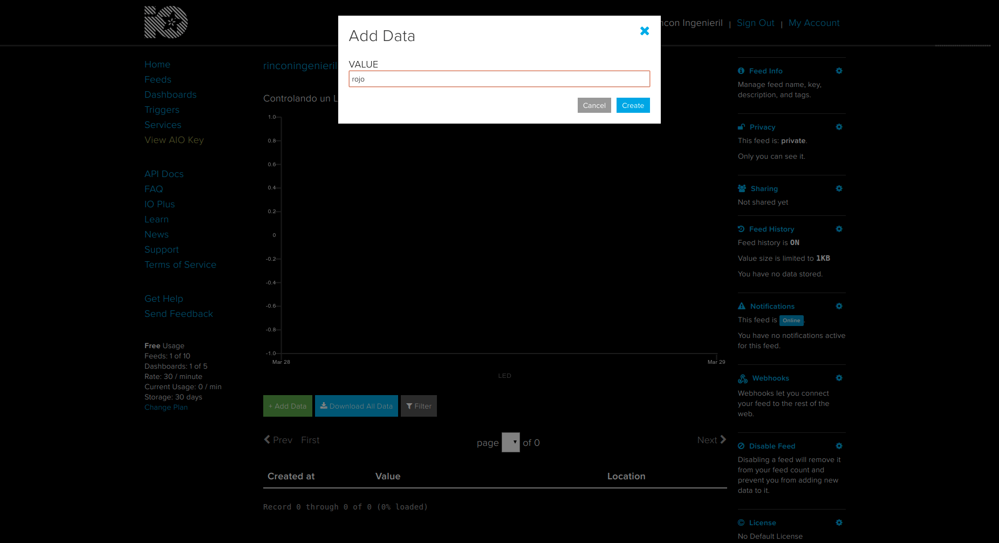 iO
ncon Ingenieril | Sign Out | My Account
Add Data
VALUE
rojo
Cancel
Create
Home
Feeds
Dashboards
Triggers
Services
View AIO Key
API Docs
FAQ
IO Plus
Learn
News
Support
Terms of Service
Get Help
Send Feedback
Free Usage
Feeds: 1 of 10
Dashboards: 1 of 5
Rate: 30 / minute
Current Usage: 0 / min
Storage: 30 days
Change Plan
rinconingenieril
Controlando un L
1.0
0.8
0.6
0.4
0.2
0
-0.2
-0.4
-0.6
-0.8
-1.0
Mar 28
Mar 29
LED
+ Add Data
Download All Data
Filter
Prev First
page of 0
Next
Created at Value Location
Record 0 through 0 of 0 (0% loaded)
Feed Info
Manage feed name, key,
description, and tags.
Privacy
This feed is: private.
Only you can see it.
Sharing
Not shared yet
Feed History
Feed history is ON
Value size is limited to 1KB
You have no data stored.
Notifications
This feed is Online.
You have no notifications active
for this feed.
Webhooks
Webhooks let you connect
your feed to the rest of the
web.
Disable Feed
Disabling a feed will remove it
from your feed count and
prevent you from adding new
data to it.
License
No Default License